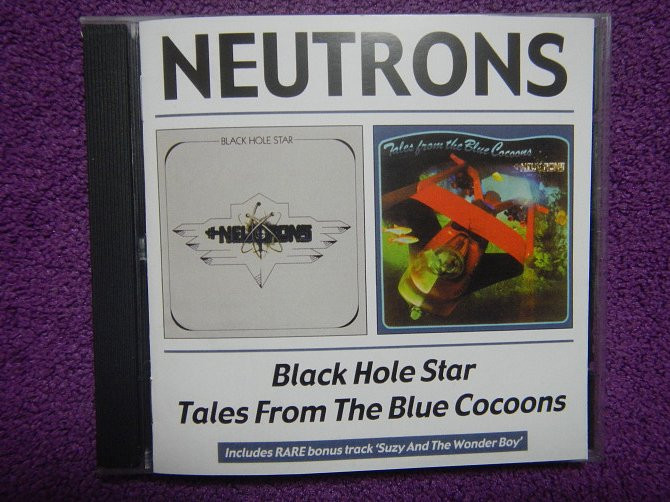 NEUTRONS
BLACK HOLE STAR
NEUTRONS
Tales from the Blue Cocoons...
NEUTRONS
Black Hole Star
Tales From The Blue Cocoons
Includes RARE bonus track ‘Suzy And The Wonder Boy’